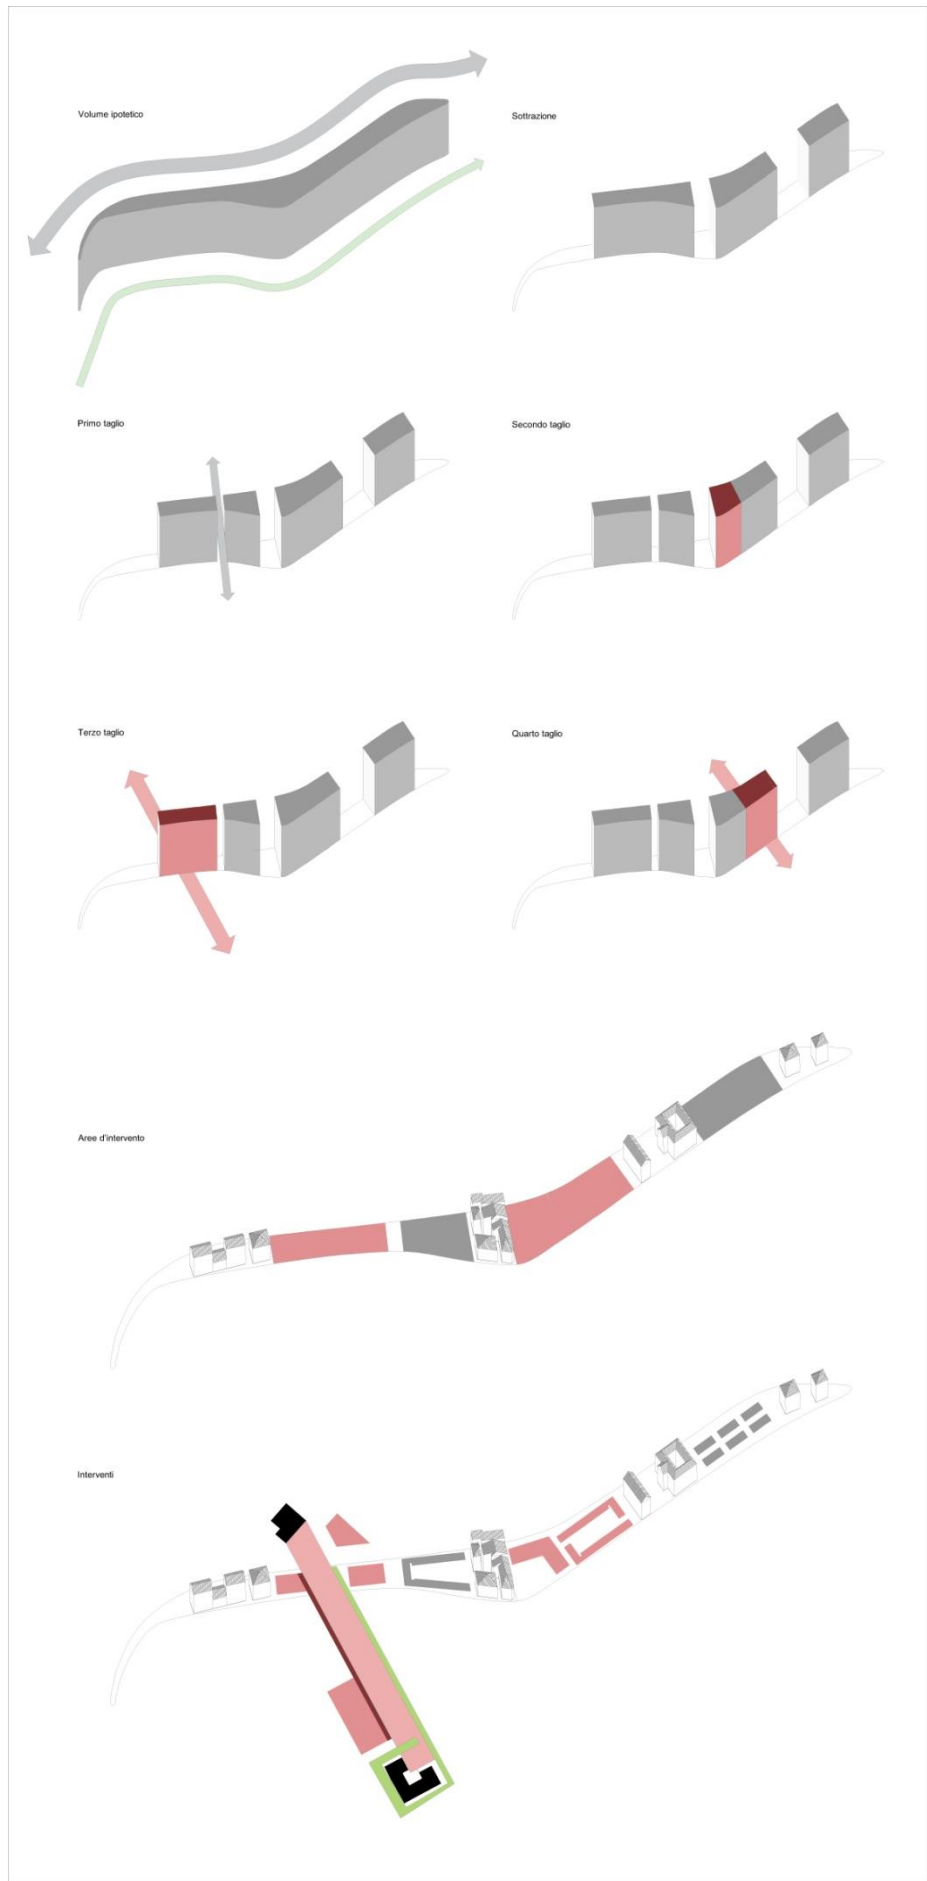 Volume ipotetico
Sottrazione
Primo taglio
Secondo taglio
Terzo taglio
Quarto taglio
Aree d'intervento
Interventi